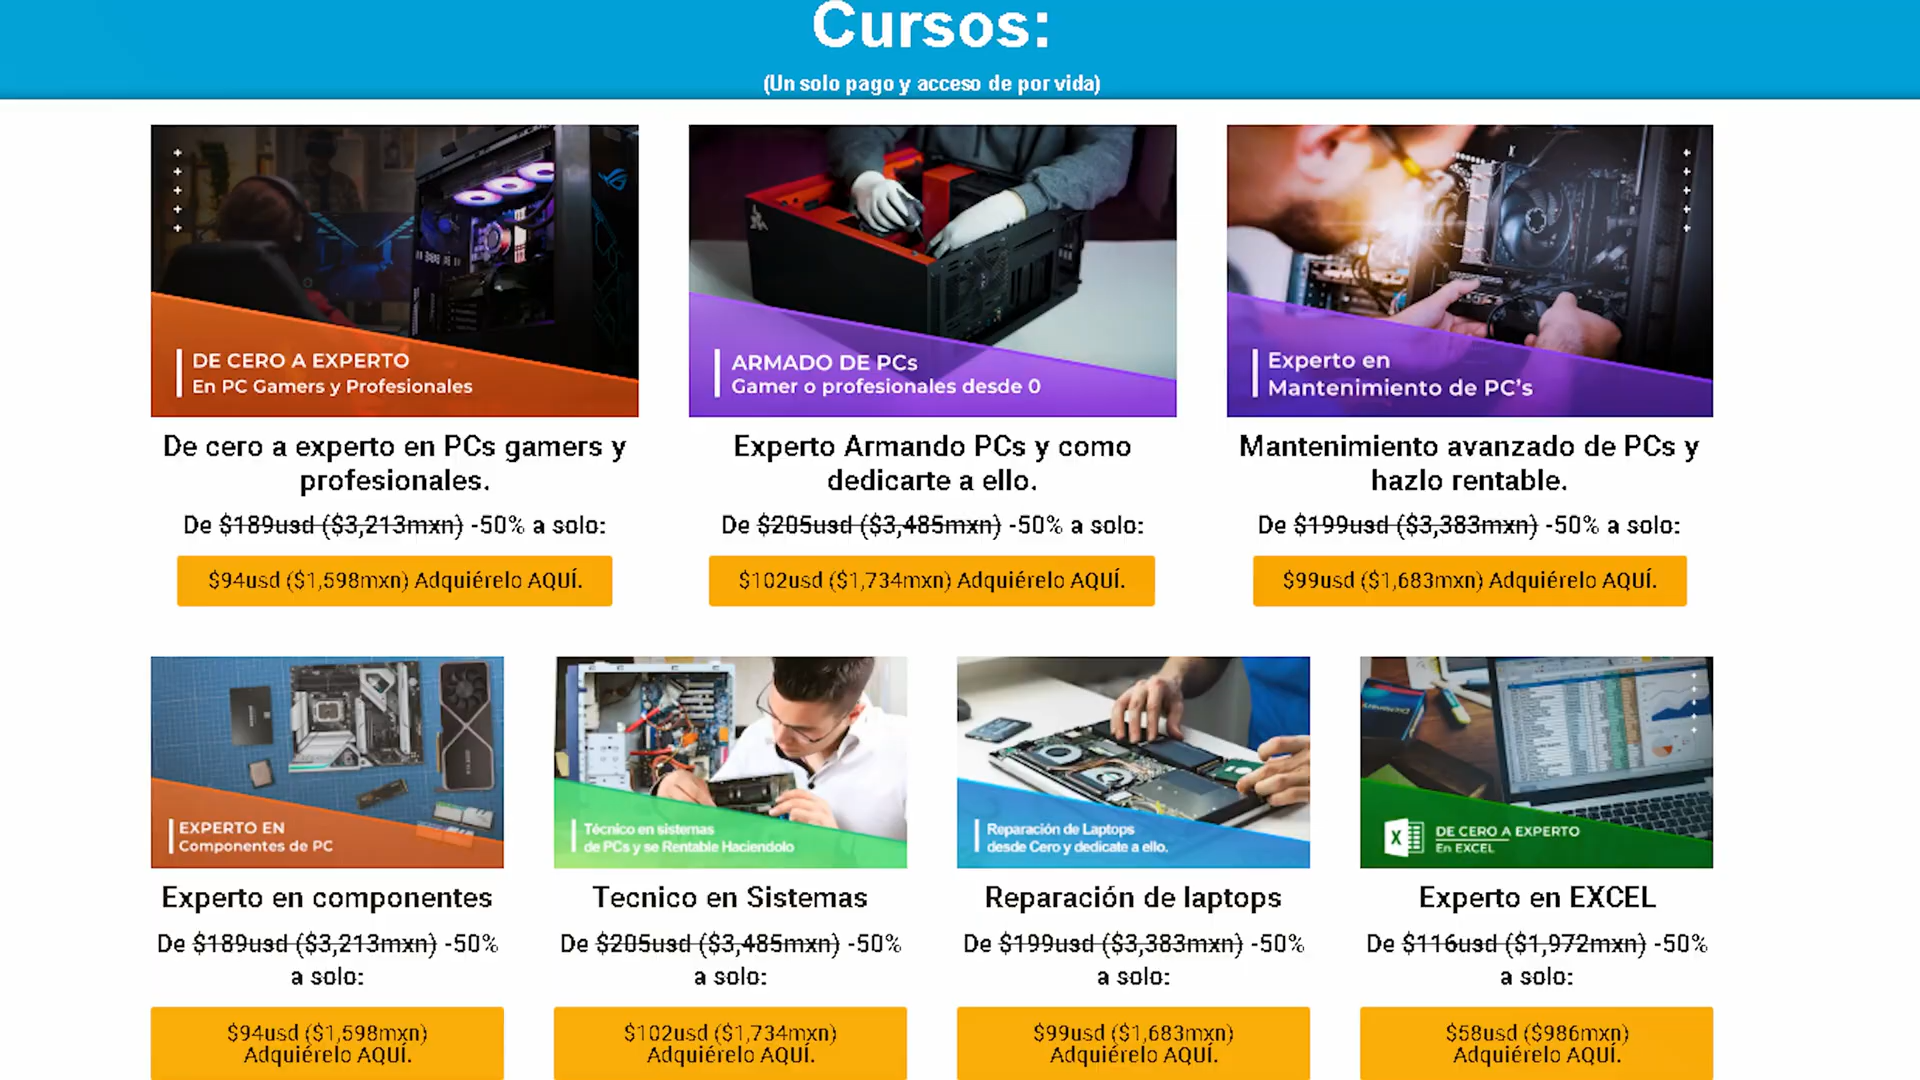 Cursos:
(Un solo pago y acceso de por vida)
DE CERO A EXPERTO
En PC Gamers y Profesionales
ARMADO DE PCs
Gamer o profesionales desde 0
Experto en
Mantenimiento de PC's
De cero a experto en PCs gamers y
profesionales.
Experto Armando PCs y como
dedicarte a ello.
Mantenimiento avanzado de PCs y
hazlo rentable.
De $189usd ($3,213mxn) -50% a solo:
De $205usd ($3,485mxn) -50% a solo:
De $199usd ($3,383mxn) -50% a solo:
$94usd ($1,598mxn) Adquiérelo AQUÍ.
$102usd ($1,734mxn) Adquiérelo AQUÍ.
$99usd ($1,683mxn) Adquiérelo AQUÍ.
EXPERTO EN
Componentes de PC
Técnico en sistemas
de PCs y se Rentable Haciendolo
Reparación de Laptops
desde Cero y dedicate a ello.
DE CERO A EXPERTO
En EXCEL
Experto en componentes
Tecnico en Sistemas
Reparación de laptops
Experto en EXCEL
De $189usd ($3,213mxn) -50%
a solo:
De $205usd ($3,485mxn) -50%
a solo:
De $199usd ($3,383mxn) -50%
a solo:
De $116usd ($1,972mxn) -50%
a solo:
$94usd ($1,598mxn)
Adquiérelo AQUÍ.
$102usd ($1,734mxn)
Adquiérelo AQUÍ.
$99usd ($1,683mxn)
Adquiérelo AQUÍ.
$58usd ($986mxn)
Adquiérelo AQUÍ.